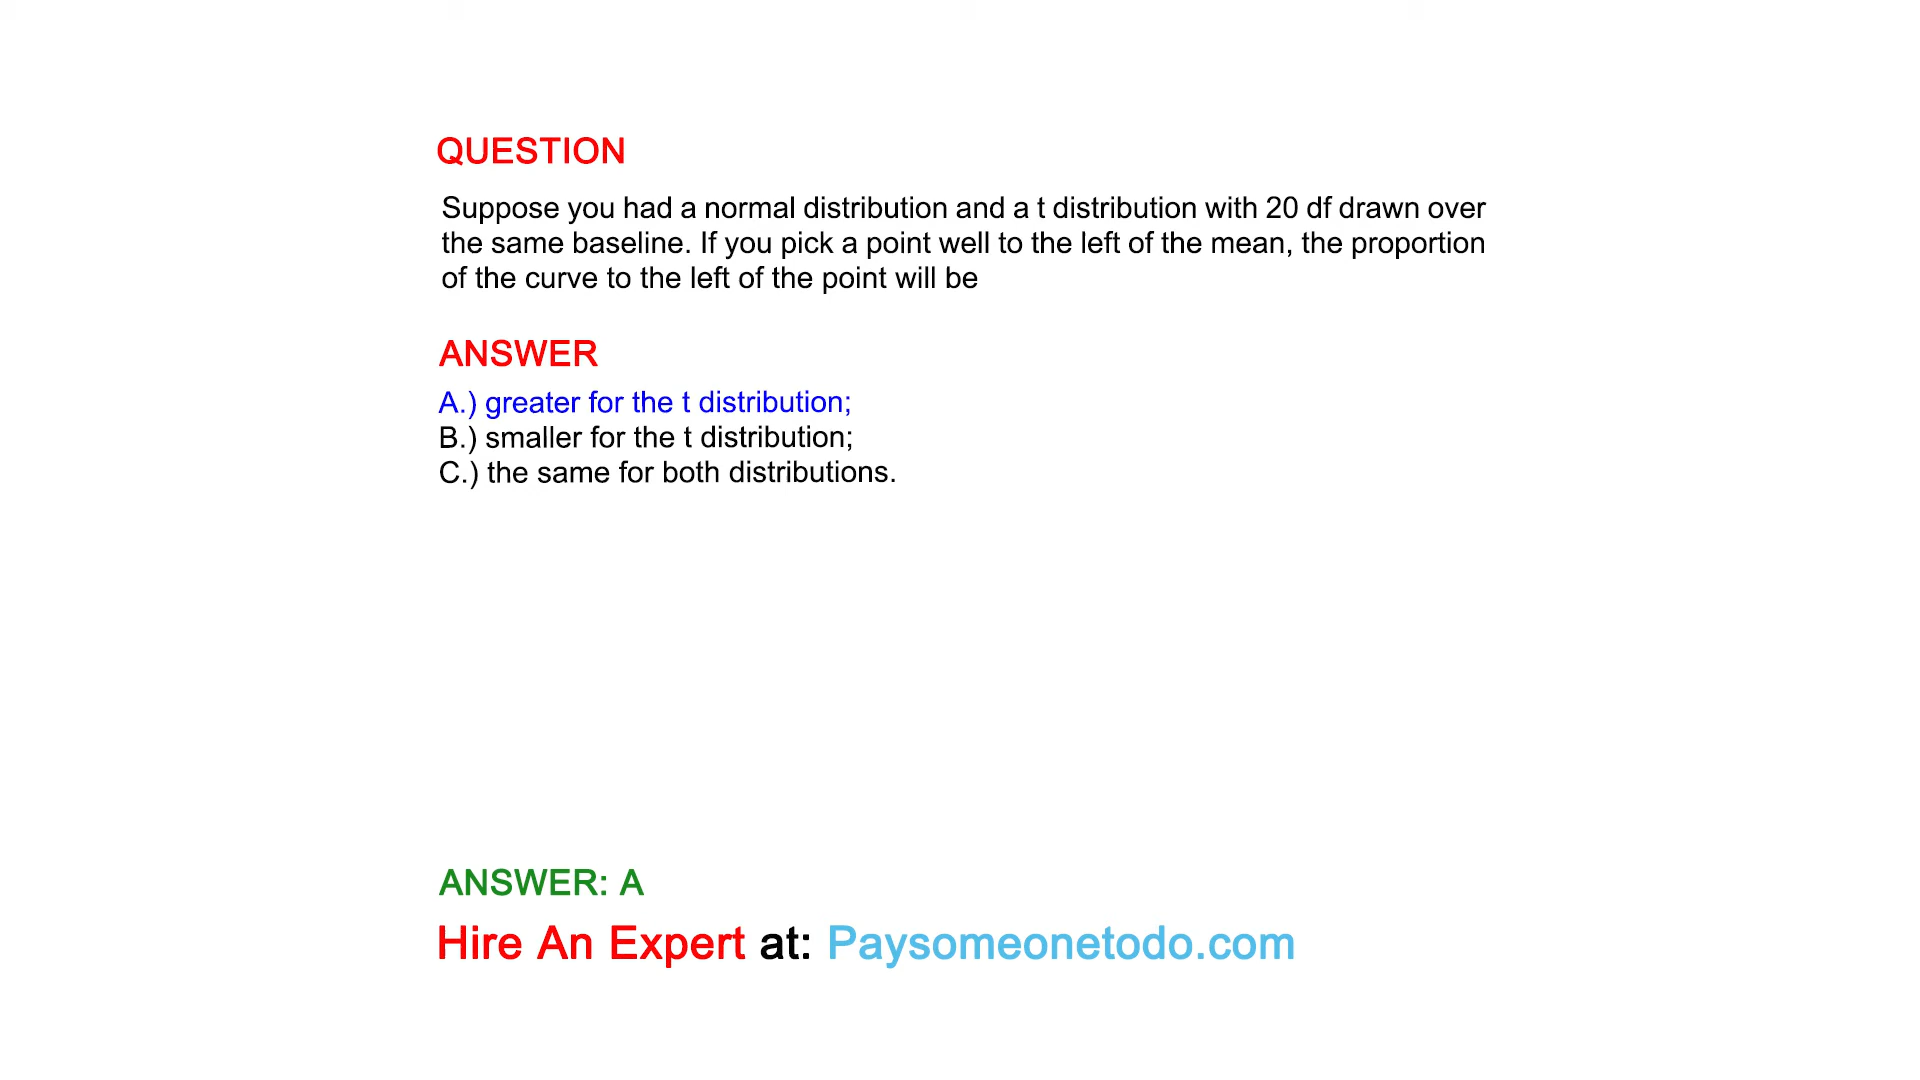 QUESTION
Suppose you had a normal distribution and a t distribution with 20 df drawn over
the same baseline. If you pick a point well to the left of the mean, the proportion
of the curve to the left of the point will be
ANSWER
A.) greater for the t distribution;
B.) smaller for the t distribution;
C.) the same for both distributions.
ANSWER: A
Hire An Expert at: Paysomeonetodo.com